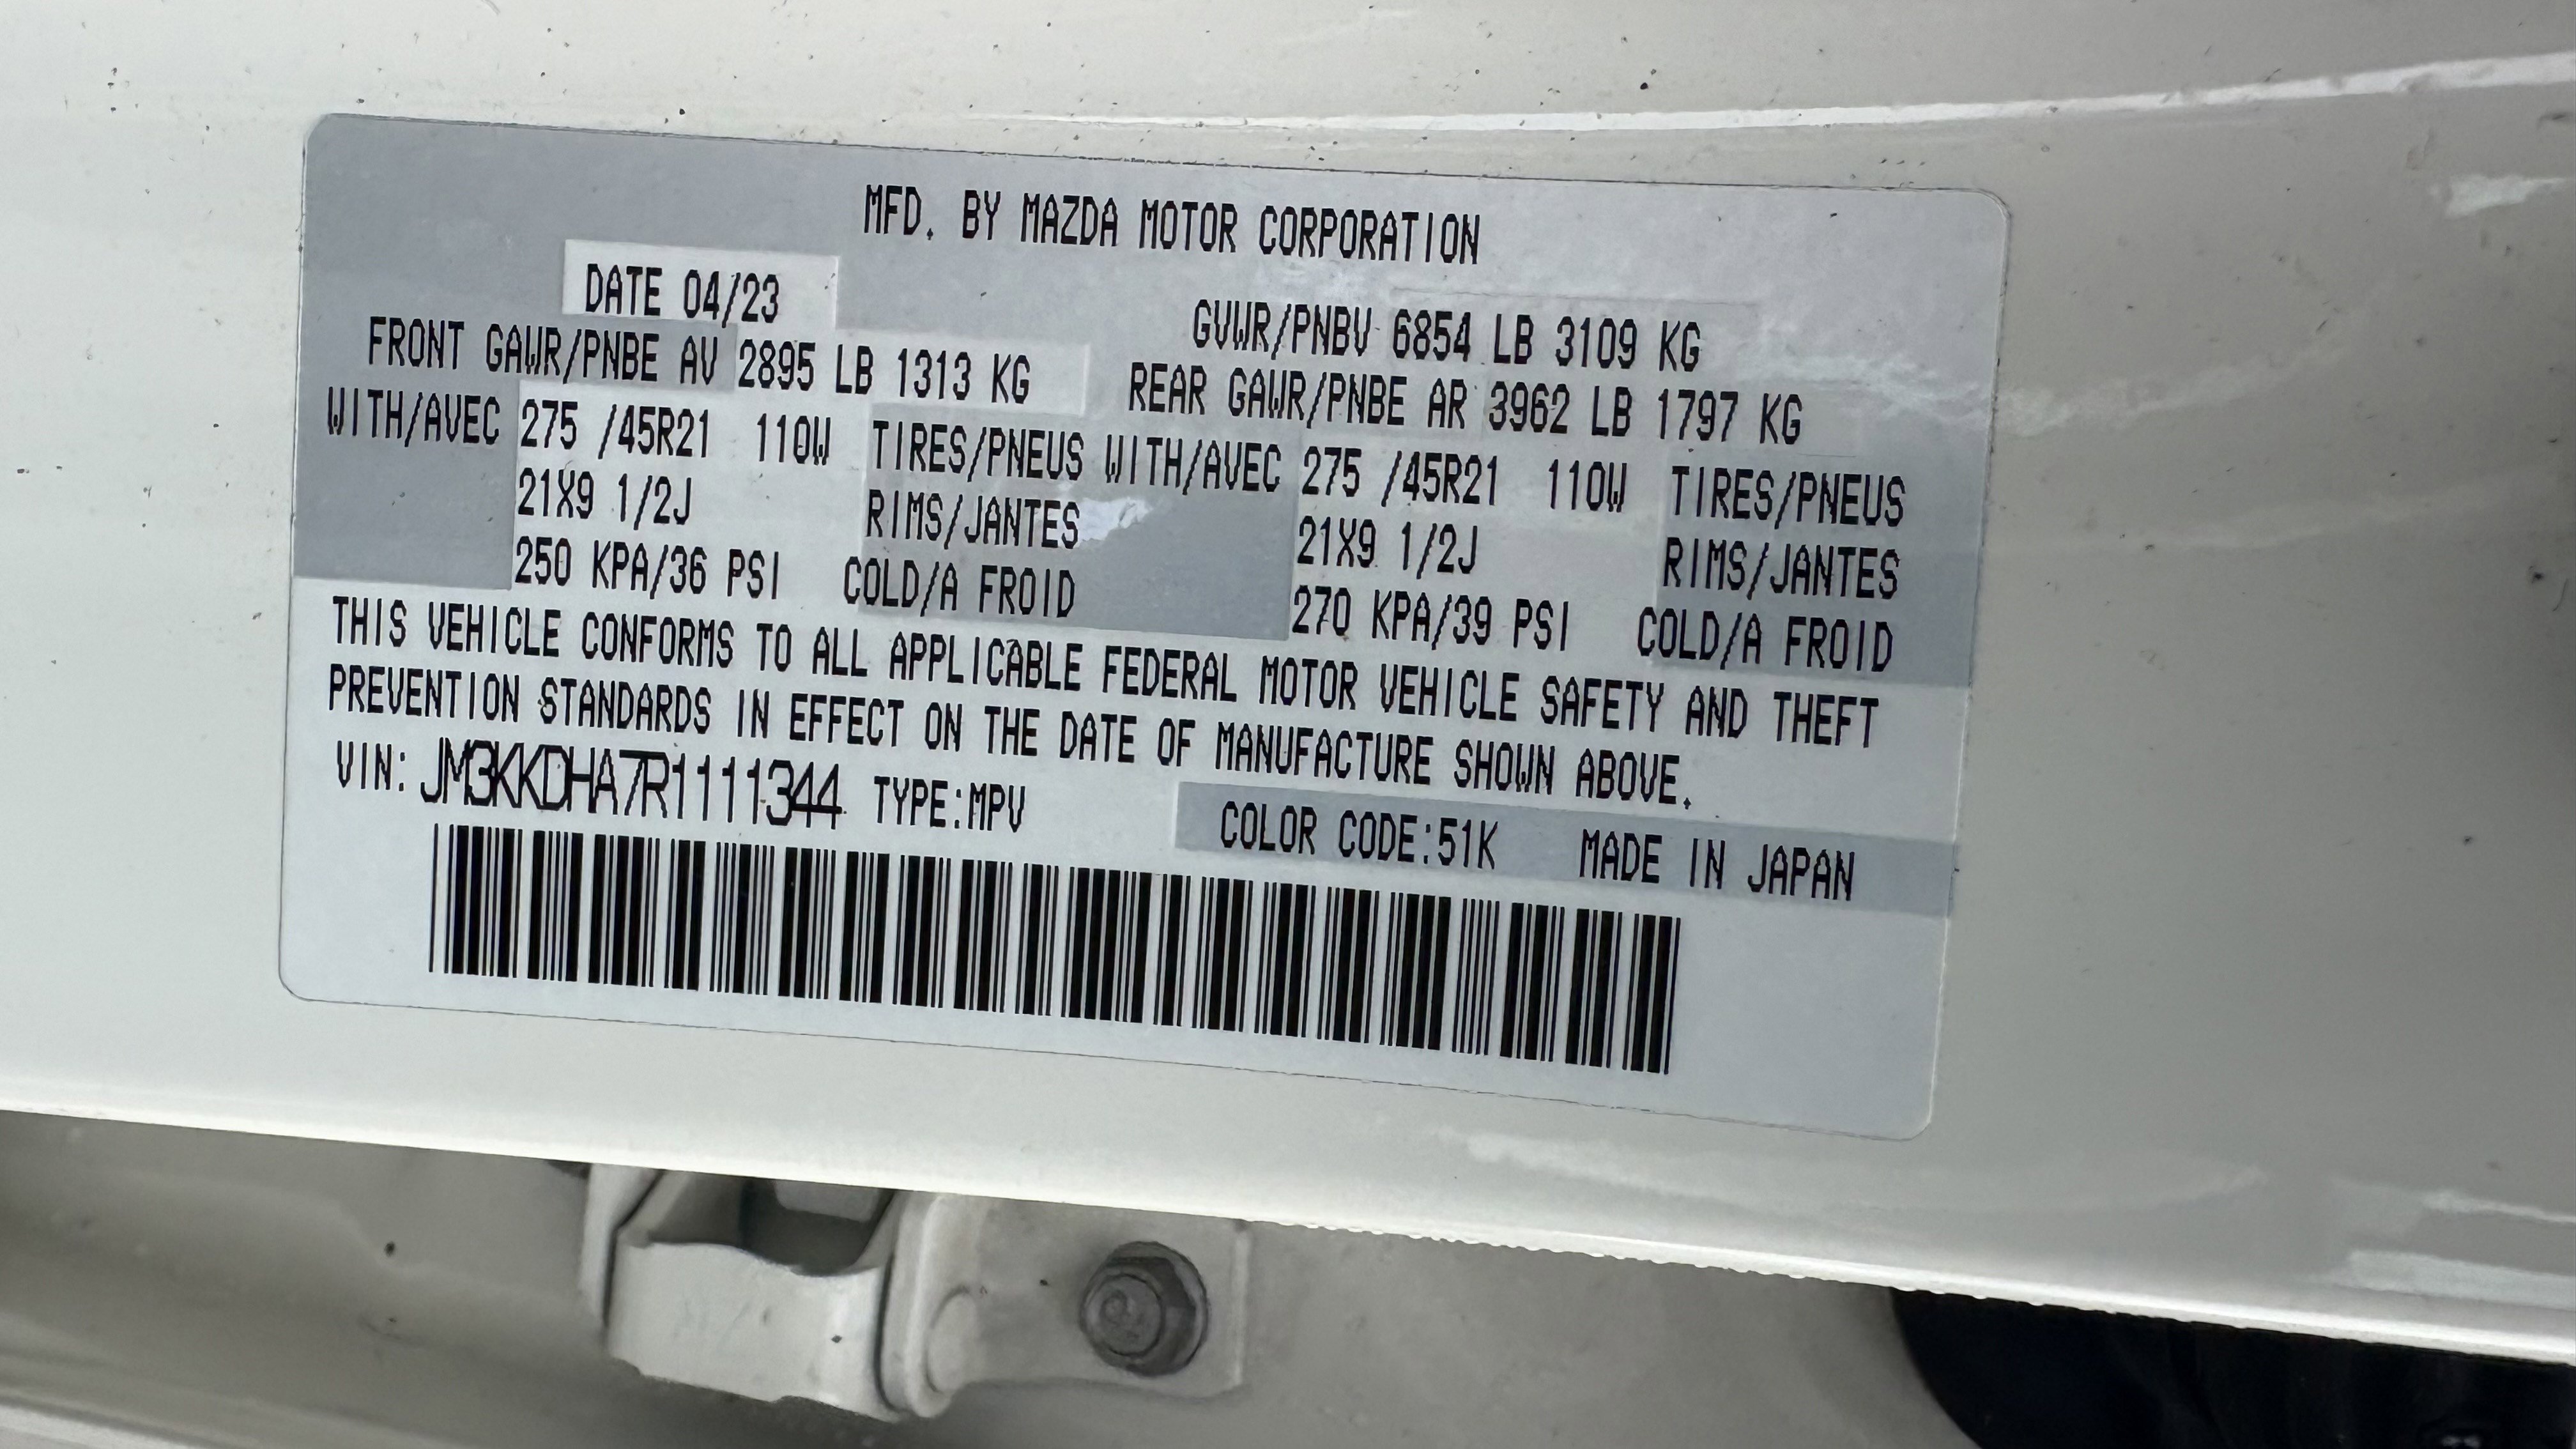 MFD. BY MAZDA MOTOR CORPORATION
DATE 04/23 GVWR/PNBV 6854 LB 3109 KG
FRONT GAWR/PNBE AV 2895 LB 1313 KG REAR GAWR/PNBE AR 3962 LB 1797 KG
WITH/AVEC 275 /45R21 110W TIRES/PNEUS WITH/AVEC 275 /45R21 110W TIRES/PNEUS
21X9 1/2J RIMS/JANTES 21X9 1/2J RIMS/JANTES
250 KPA/36 PSI COLD/A FROID 270 KPA/39 PSI COLD/A FROID
THIS VEHICLE CONFORMS TO ALL APPLICABLE FEDERAL MOTOR VEHICLE SAFETY AND THEFT
PREVENTION STANDARDS IN EFFECT ON THE DATE OF MANUFACTURE SHOWN ABOVE.
VIN: JM3KKDHA7R1111344 TYPE:MPV COLOR CODE:51K MADE IN JAPAN